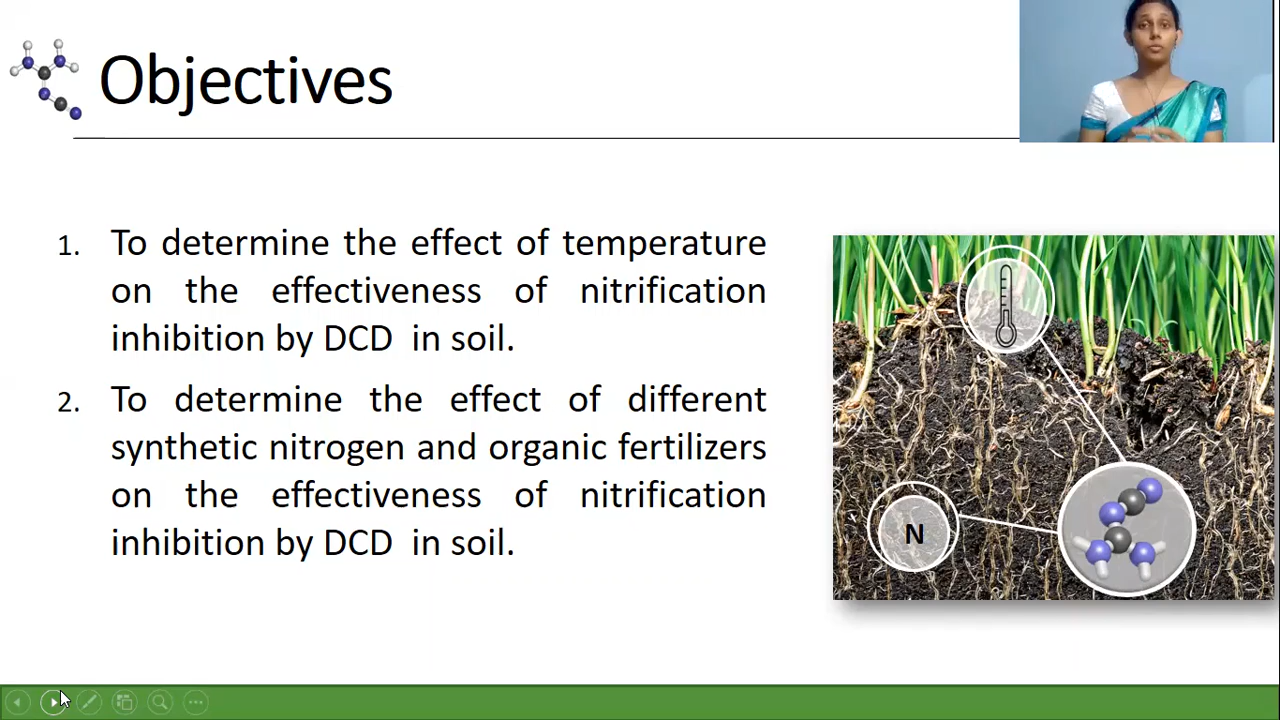 Objectives
1. To determine the effect of temperature
on the effectiveness of nitrification
inhibition by DCD in soil.
2. To determine the effect of different
synthetic nitrogen and organic fertilizers
on the effectiveness of nitrification
inhibition by DCD in soil.
N